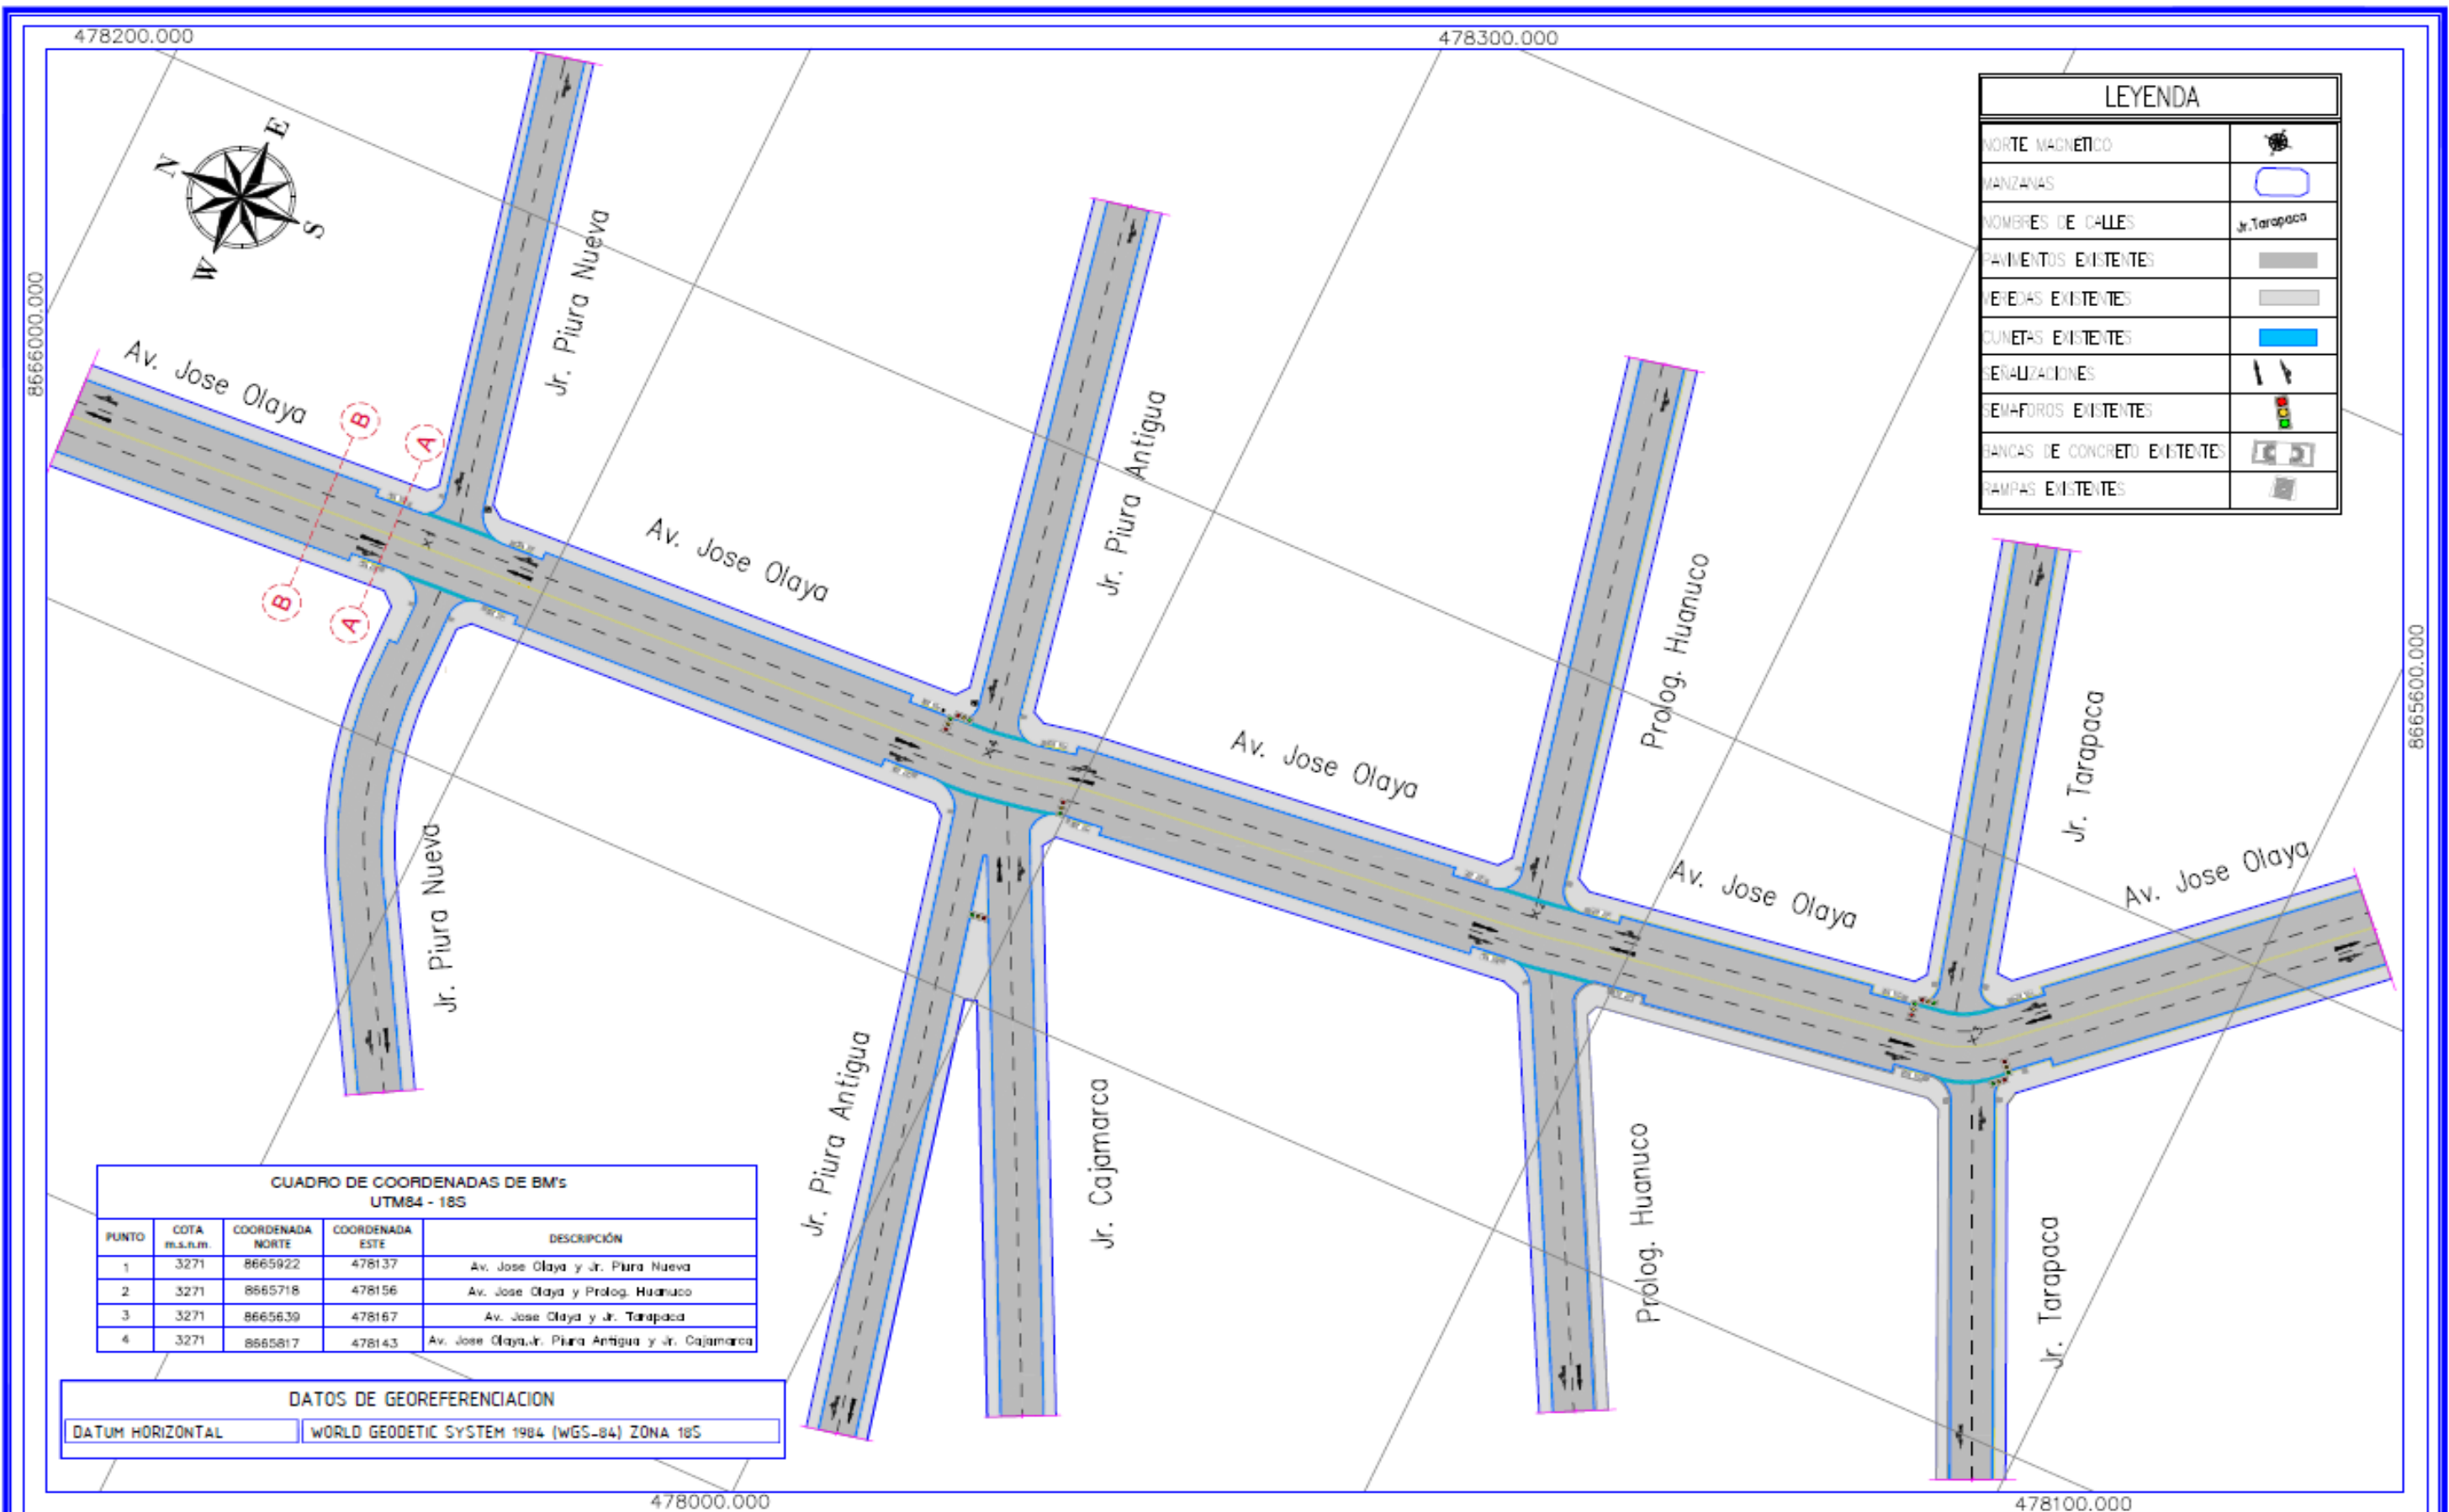 478200.000
478300.000
8666000.000
8665600.000
N
E
S
W
LEYENDA
NORTE MAGNÉTICO
MANZANAS
NOMBRES DE CALLES
Jr.Tarapaca
PAVIMENTOS EXISTENTES
VEREDAS EXISTENTES
CUNETAS EXISTENTES
SEÑALIZACIONES
SEMAFOROS EXISTENTES
BANCAS DE CONCRETO EXISTENTES
RAMPAS EXISTENTES
Av. Jose Olaya
B
A
B
A
Jr. Piura Nueva
Av. Jose Olaya
Jr. Piura Antigua
Av. Jose Olaya
Prolog. Huanuco
Av. Jose Olaya
Jr. Tarapaca
Av. Jose Olaya
Jr. Piura Nueva
Jr. Piura Antigua
Jr. Cajamarca
Prolog. Huanuco
Jr. Tarapaca
CUADRO DE COORDENADAS DE BM's
UTM84 - 18S
PUNTO COTA m.s.n.m. COORDENADA NORTE COORDENADA ESTE DESCRIPCIÓN
1 3271 8665922 478137 Av. Jose Olaya y Jr. Piura Nueva
2 3271 8665718 478156 Av. Jose Olaya y Prolog. Huanuco
3 3271 8665639 478167 Av. Jose Olaya y Jr. Tarapaca
4 3271 8665817 478143 Av. Jose Olaya,Jr. Piura Antigua y Jr. Cajamarca
DATOS DE GEOREFERENCIACION
DATUM HORIZONTAL WORLD GEODETIC SYSTEM 1984 (WGS-84) ZONA 18S
478000.000
478100.000